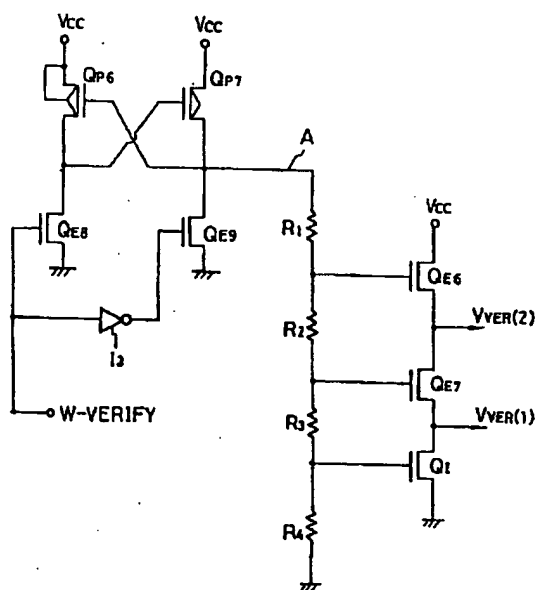 VCC
VCC
QP6
QP7
A
R1
VCC
QE8
QE9
QE6
R2
VVER(2)
QE7
I3
R3
VVER(1)
W-VERIFY
QI
R4